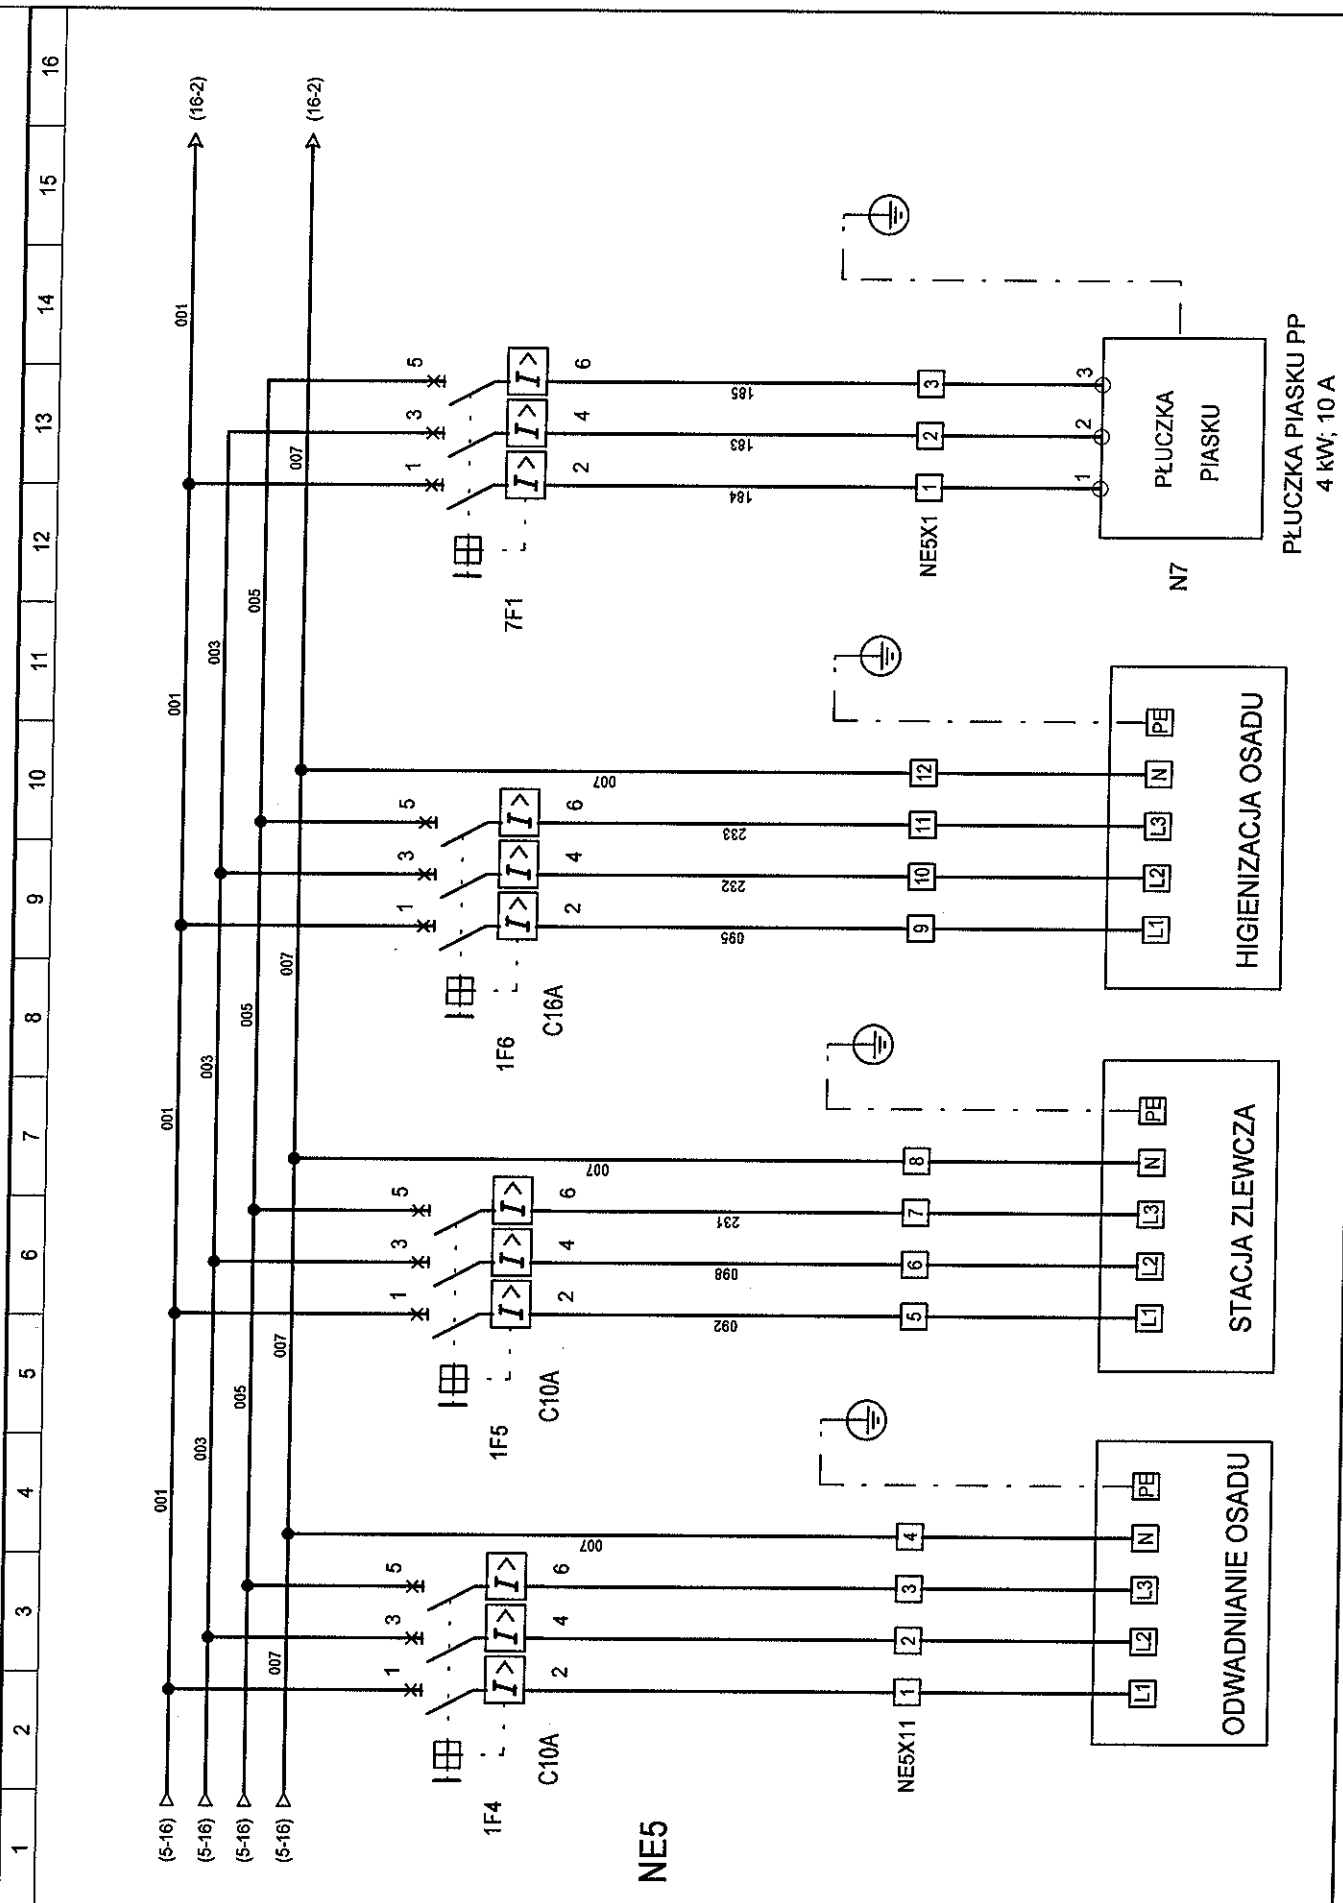 1 2 3 4 5 6 7 8 9 10 11 12 13 14 15 16
(5-16) 001 001 001 001 (16-2)
(5-16) 003 003 003
(5-16) 005 005 005
(5-16) 007 007 007 007 (16-2)
1 3 5 1 3 5 1 3 5 1 3 5
I> I> I> I> I> I> I> I> I> I> I> I>
1F4 1F5 1F6 7F1
2 4 6 2 4 6 2 4 6 2 4 6
C10A C10A C16A
007 092 098 231 007 095 232 233 007 184 183 185
NE5
NE5X11 1 2 3 4 5 6 7 8 9 10 11 12 NE5X1 1 2 3
1 2 3
L1 L2 L3 N PE L1 L2 L3 N PE L1 L2 L3 N PE
N7
PŁUCZKA
PIASKU
ODWADNIANIE OSADU
STACJA ZLEWCZA
HIGIENIZACJA OSADU
PŁUCZKA PIASKU PP
4 kW; 10 A